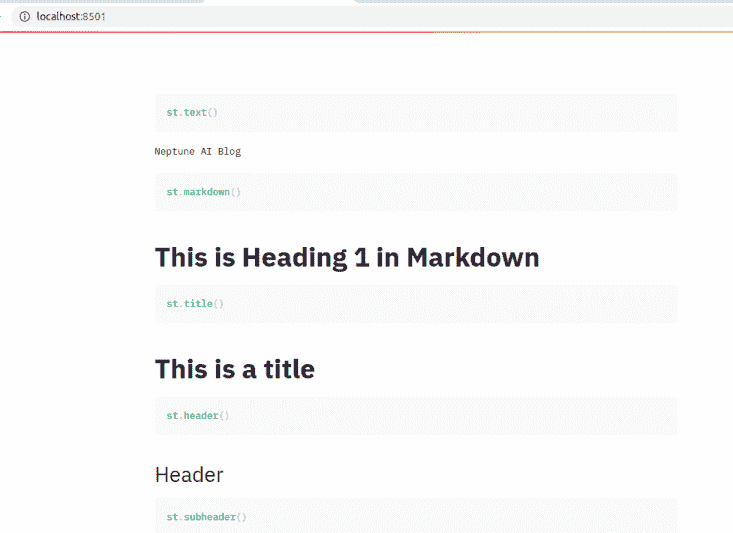 localhost:8501
st.text()
Neptune AI Blog
st.markdown()
This is Heading 1 in Markdown
st.title()
This is a title
st.header()
Header
st.subheader()